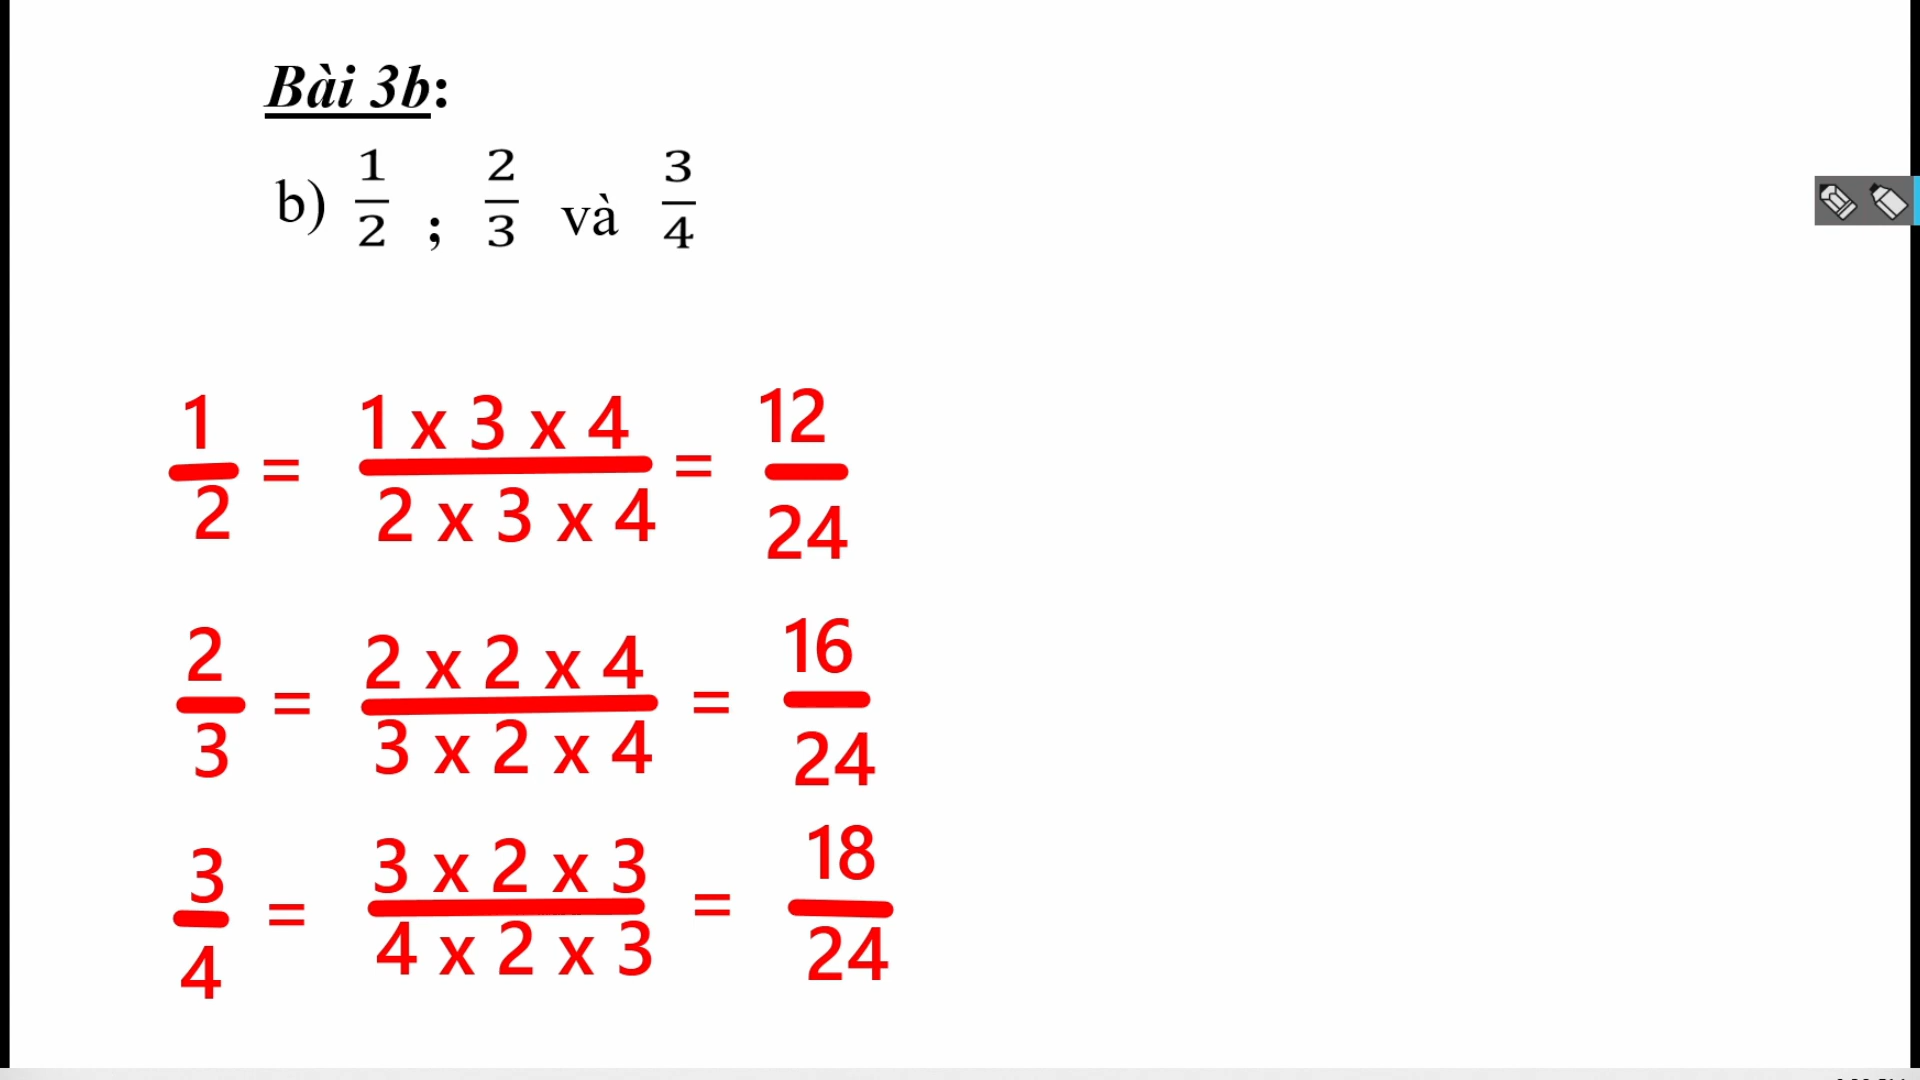 Bài 3b:
b) 1/2 ; 2/3 và 3/4
1/2 = 1 x 3 x 4 / 2 x 3 x 4 = 12/24
2/3 = 2 x 2 x 4 / 3 x 2 x 4 = 16/24
3/4 = 3 x 2 x 3 / 4 x 2 x 3 = 18/24